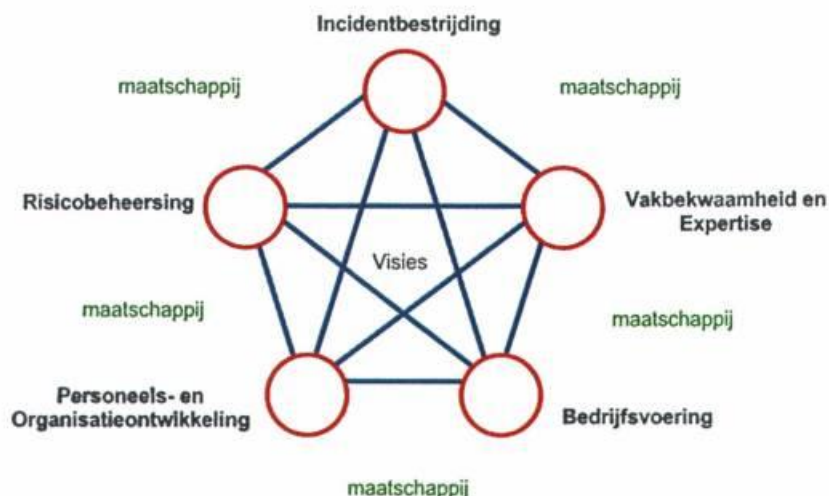 Incidentbestrijding
maatschappij
maatschappij
Risicobeheersing
Vakbekwaamheid en
Expertise
Visies
maatschappij
maatschappij
Personeels- en
Organisatieontwikkeling
Bedrijfsvoering
maatschappij